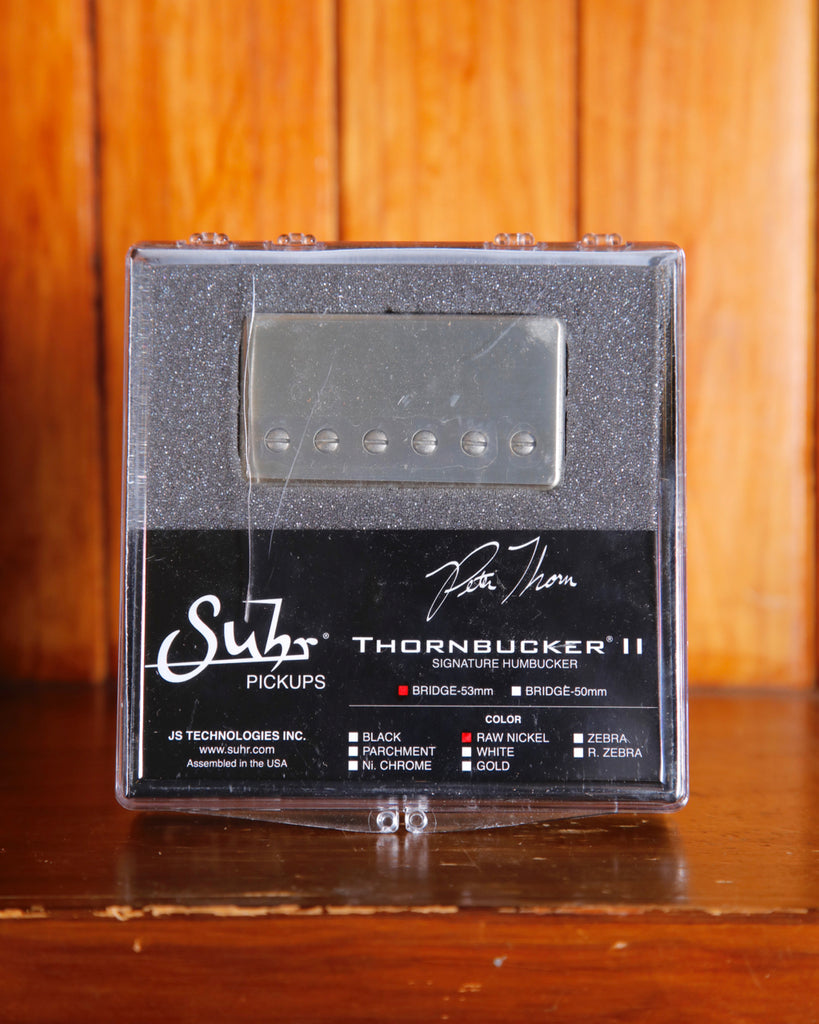 Pete Thorn
Suhr®
PICKUPS
THORNBUCKER® II
SIGNATURE HUMBUCKER
BRIDGE-53mm BRIDGE-50mm
COLOR
JS TECHNOLOGIES INC.
www.suhr.com
Assembled in the USA
BLACK RAW NICKEL ZEBRA
PARCHMENT WHITE R. ZEBRA
Ni. CHROME GOLD